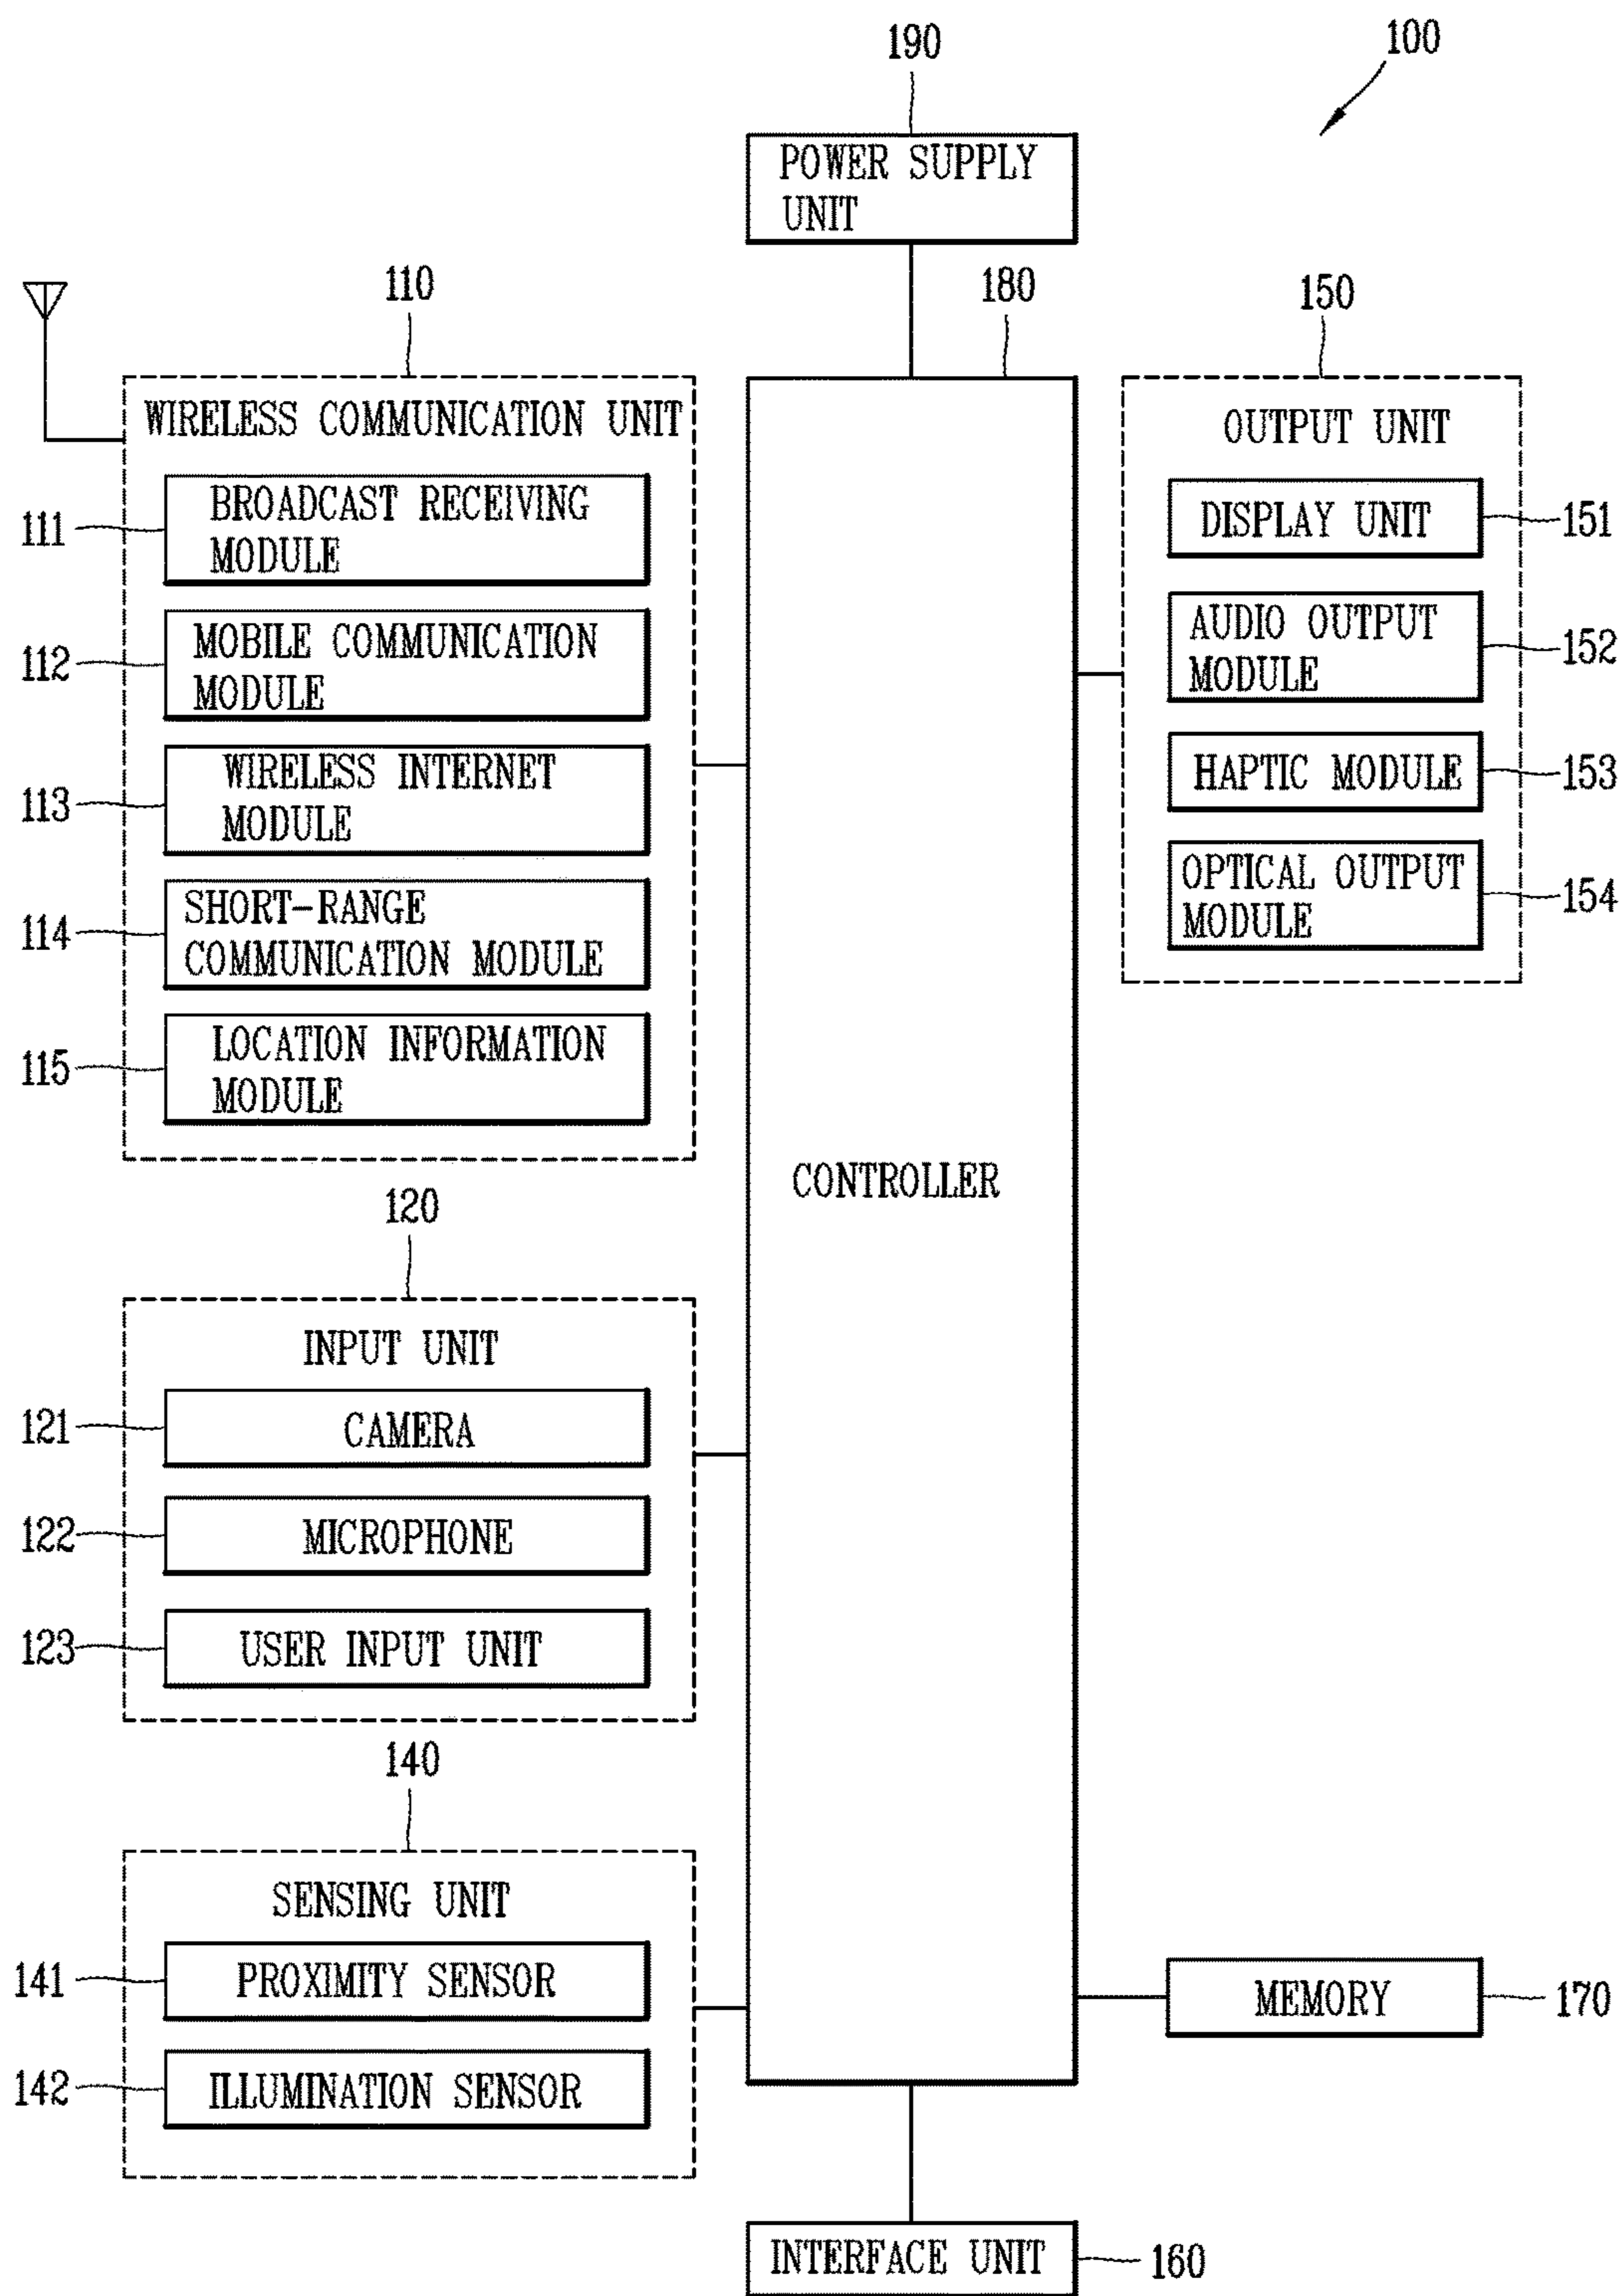 190
100
POWER SUPPLY
UNIT
110
180
150
WIRELESS COMMUNICATION UNIT
111
BROADCAST RECEIVING
MODULE
112
MOBILE COMMUNICATION
MODULE
113
WIRELESS INTERNET
MODULE
114
SHORT-RANGE
COMMUNICATION MODULE
115
LOCATION INFORMATION
MODULE
OUTPUT UNIT
DISPLAY UNIT
151
AUDIO OUTPUT
MODULE
152
HAPTIC MODULE
153
OPTICAL OUTPUT
MODULE
154
CONTROLLER
120
INPUT UNIT
121
CAMERA
122
MICROPHONE
123
USER INPUT UNIT
140
SENSING UNIT
141
PROXIMITY SENSOR
142
ILLUMINATION SENSOR
MEMORY
170
INTERFACE UNIT
160